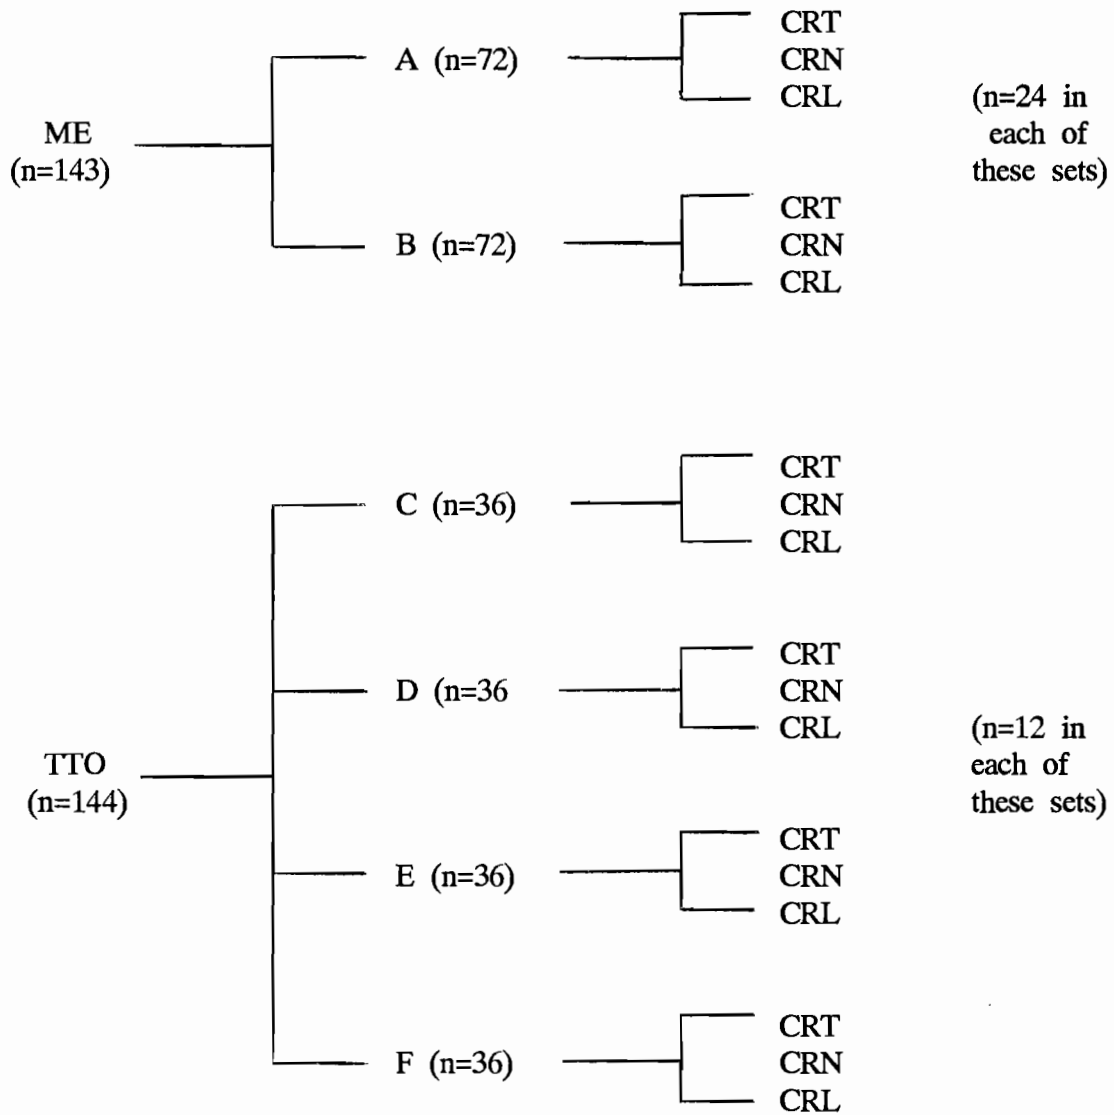 CRT
A (n=72)
CRN
CRL
(n=24 in
each of
these sets)
ME
(n=143)
CRT
B (n=72)
CRN
CRL
CRT
C (n=36)
CRN
CRL
CRT
D (n=36
CRN
CRL
(n=12 in
each of
these sets)
TTO
(n=144)
CRT
E (n=36)
CRN
CRL
CRT
F (n=36)
CRN
CRL